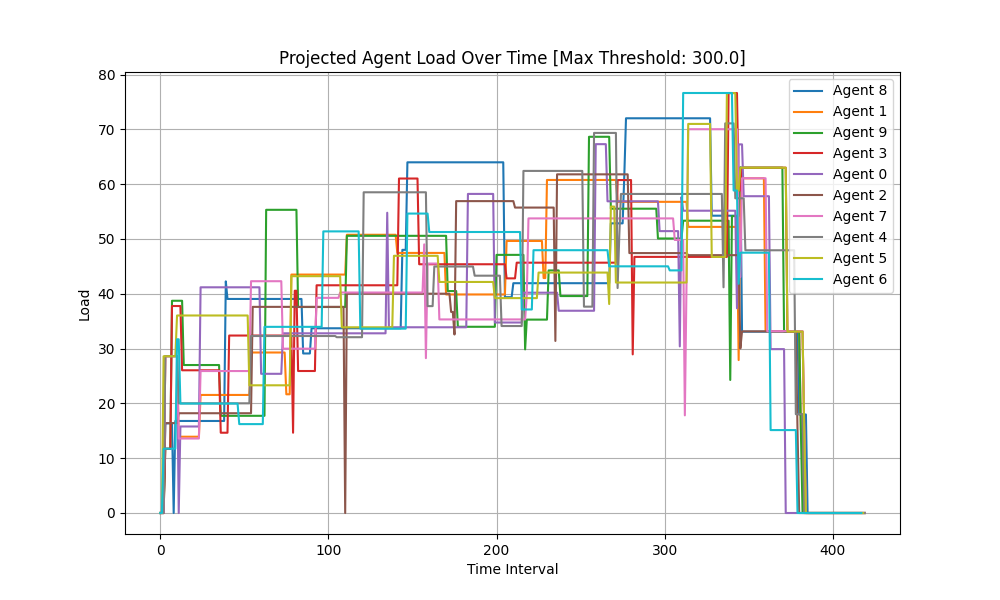 Projected Agent Load Over Time [Max Threshold: 300.0]
80
70
60
50
40
30
20
10
0
Load
0
100
200
300
400
Time Interval
Agent 8
Agent 1
Agent 9
Agent 3
Agent 0
Agent 2
Agent 7
Agent 4
Agent 5
Agent 6